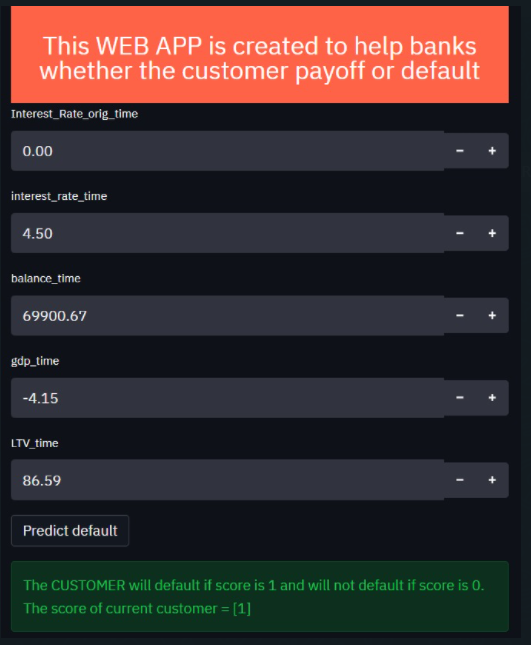 This WEB APP is created to help banks
whether the customer payoff or default
Interest_Rate_orig_time
0.00
− +
interest_rate_time
4.50
− +
balance_time
69900.67
− +
gdp_time
-4.15
− +
LTV_time
86.59
− +
Predict default
The CUSTOMER will default if score is 1 and will not default if score is 0.
The score of current customer = [1]